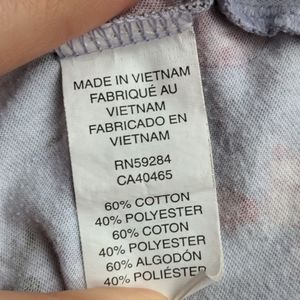 MADE IN VIETNAM
FABRIQUÉ AU
VIETNAM
FABRICADO EN
VIETNAM
RN59284
CA40465
60% COTTON
40% POLYESTER
60% COTON
40% POLYESTER
60% ALGODÓN
40% POLIÉSTER